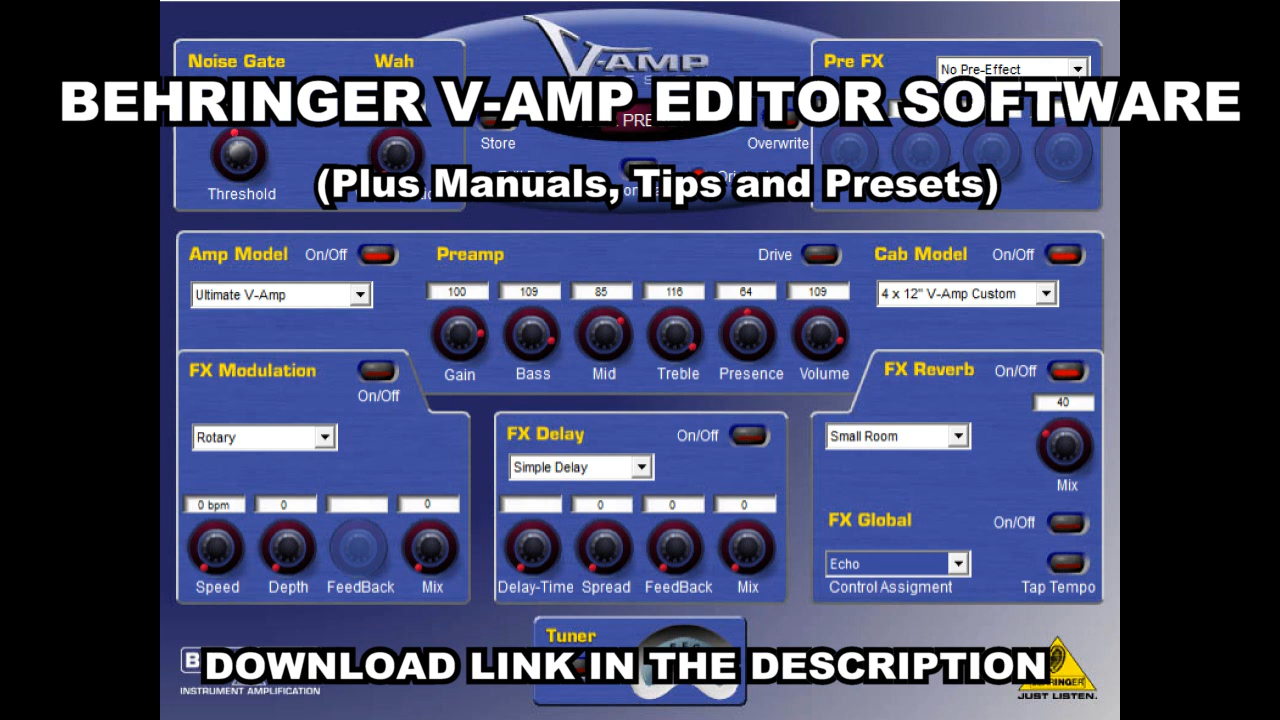 Noise Gate
Wah
V-AMP
Pre FX
No Pre-Effect
BEHRINGER V-AMP EDITOR SOFTWARE
PRE
Store
Overwrite
(Plus Manuals, Tips and Presets)
Threshold
Amp Model On/Off
Preamp
Drive
Cab Model On/Off
Ultimate V-Amp
100 109 85 116 64 109
4 x 12" V-Amp Custom
Gain Bass Mid Treble Presence Volume
FX Modulation
On/Off
FX Reverb On/Off
40
Rotary
FX Delay On/Off
Small Room
Simple Delay
Mix
0 bpm 0 0
0 0 0
FX Global On/Off
Echo
Speed Depth FeedBack Mix
Delay-Time Spread FeedBack Mix
Control Assigment Tap Tempo
Tuner
DOWNLOAD LINK IN THE DESCRIPTION
INSTRUMENT AMPLIFICATION
BEHRINGER
JUST LISTEN.